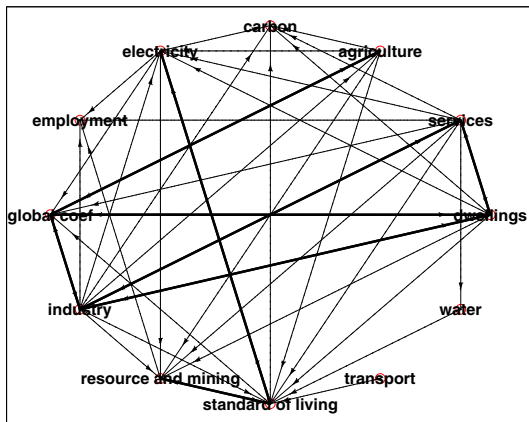 carbon
electricity
agriculture
employment
services
global coef
dwellings
industry
water
resource and mining
transport
standard of living